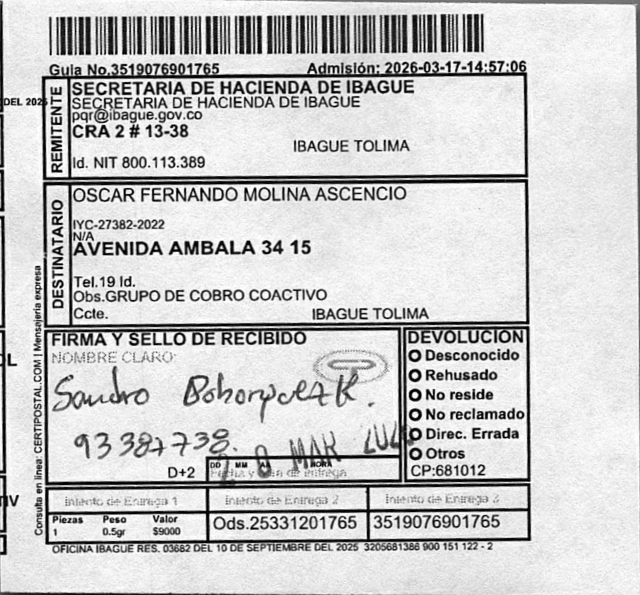 Guia No.3519076901765 Admisión: 2026-03-17-14:57:06
DEL 2025
REMITENTE
SECRETARIA DE HACIENDA DE IBAGUE
SECRETARIA DE HACIENDA DE IBAGUE
pqr@ibague.gov.co
CRA 2 # 13-38
IBAGUE TOLIMA
Id. NIT 800.113.389
DESTINATARIO
OSCAR FERNANDO MOLINA ASCENCIO
IYC-27382-2022
N/A
AVENIDA AMBALA 34 15
Tel.19 Id.
Obs.GRUPO DE COBRO COACTIVO
Ccte. IBAGUE TOLIMA
Consulta en linea: CERTIPOSTAL.COM | Mensajería expresa
FIRMA Y SELLO DE RECIBIDO
NOMBRE CLARO:
Sandro Bohorquez K.
93387738
20 MAR 2026
D+2
DD MM AA HORA
Fecha y Hora de entrega
DEVOLUCION
Desconocido
Rehusado
No reside
No reclamado
Direc. Errada
Otros
CP:681012
Intento de Entrega 1 Intento de Entrega 2 Intento de Entrega 3
Piezas Peso Valor
1 0.5gr $9000
Ods.25331201765 3519076901765
OFICINA IBAGUE RES. 03682 DEL 10 DE SEPTIEMBRE DEL 2025 3205681386 900 151 122 - 2